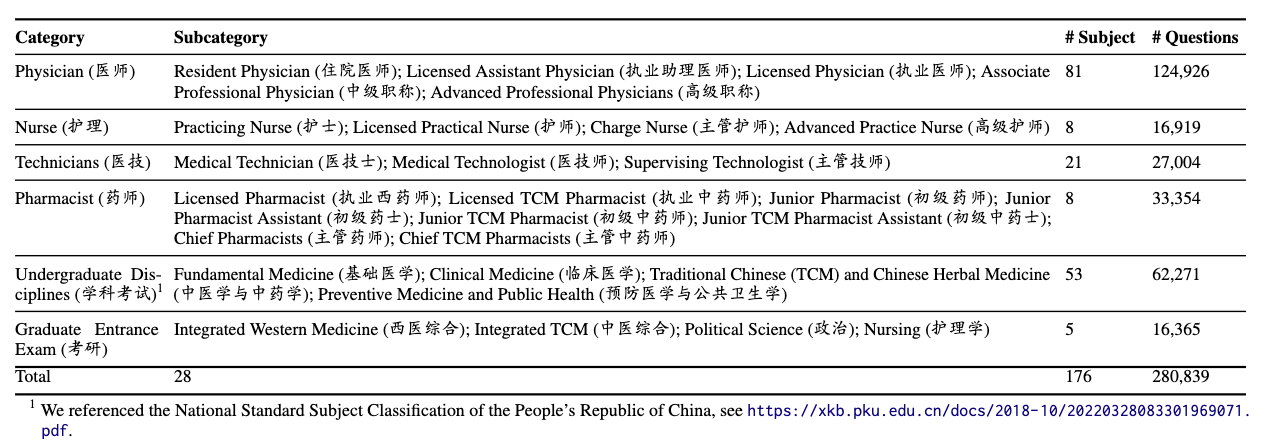 Category Subcategory # Subject # Questions
Physician (医师) Resident Physician (住院医师); Licensed Assistant Physician (执业助理医师); Licensed Physician (执业医师); Associate 81 124,926
Professional Physician (中级职称); Advanced Professional Physicians (高级职称)
Nurse (护理) Practicing Nurse (护士); Licensed Practical Nurse (护师); Charge Nurse (主管护师); Advanced Practice Nurse (高级护师) 8 16,919
Technicians (医技) Medical Technician (医技士); Medical Technologist (医技师); Supervising Technologist (主管技师) 21 27,004
Pharmacist (药师) Licensed Pharmacist (执业西药师); Licensed TCM Pharmacist (执业中药师); Junior Pharmacist (初级药师); Junior 8 33,354
Pharmacist Assistant (初级药士); Junior TCM Pharmacist (初级中药师); Junior TCM Pharmacist Assistant (初级中药士);
Chief Pharmacists (主管药师); Chief TCM Pharmacists (主管中药师)
Undergraduate Dis- Fundamental Medicine (基础医学); Clinical Medicine (临床医学); Traditional Chinese (TCM) and Chinese Herbal Medicine 53 62,271
ciplines (学科考试)1 (中医学与中药学); Preventive Medicine and Public Health (预防医学与公共卫生学)
Graduate Entrance Integrated Western Medicine (西医综合); Integrated TCM (中医综合); Political Science (政治); Nursing (护理学) 5 16,365
Exam (考研)
Total 28 176 280,839
1 We referenced the National Standard Subject Classification of the People's Republic of China, see https://xkb.pku.edu.cn/docs/2018-10/20220328083301969071.
pdf.